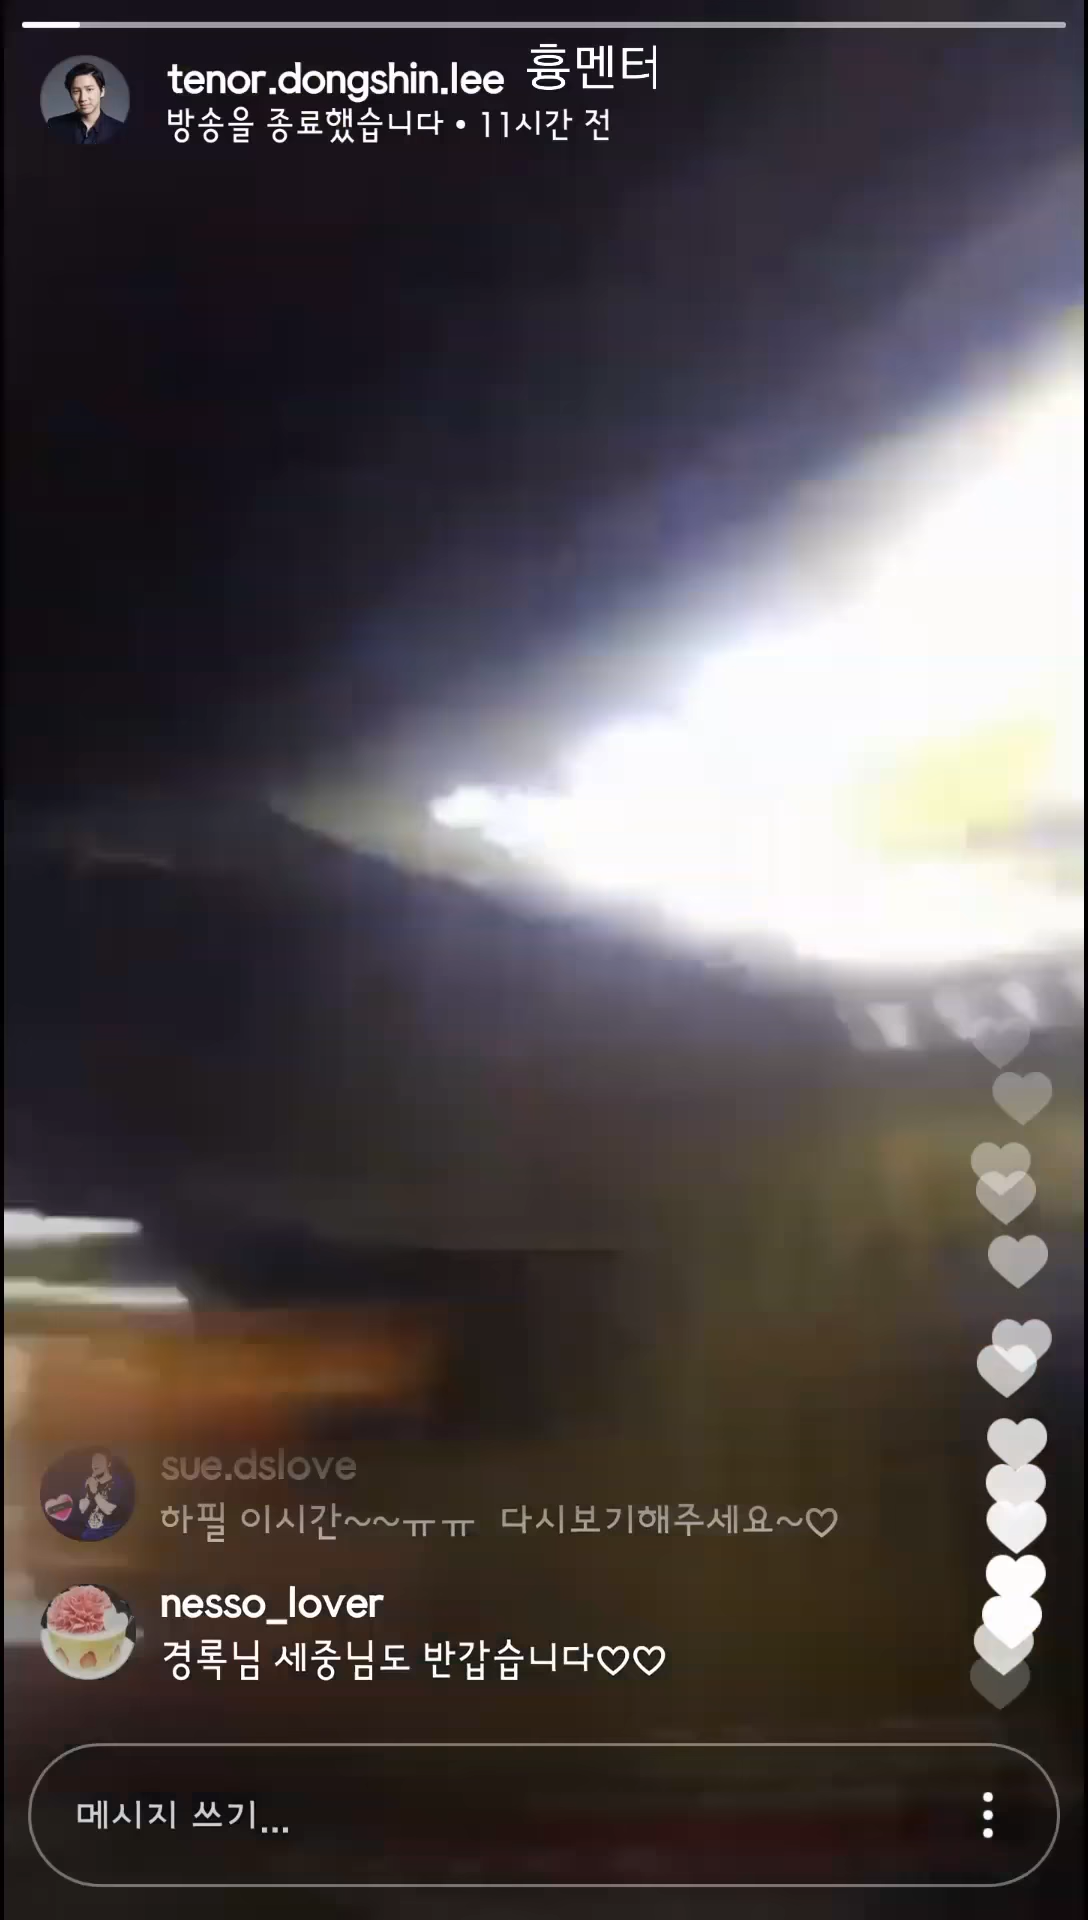 tenor.dongshin.lee 흉멘터
방송을 종료했습니다 • 11시간 전
sue.dslove
하필 이시간~~ㅠㅠ 다시보기해주세요~♡
nesso_lover
경록님 세중님도 반갑습니다♡♡
메시지 쓰기...